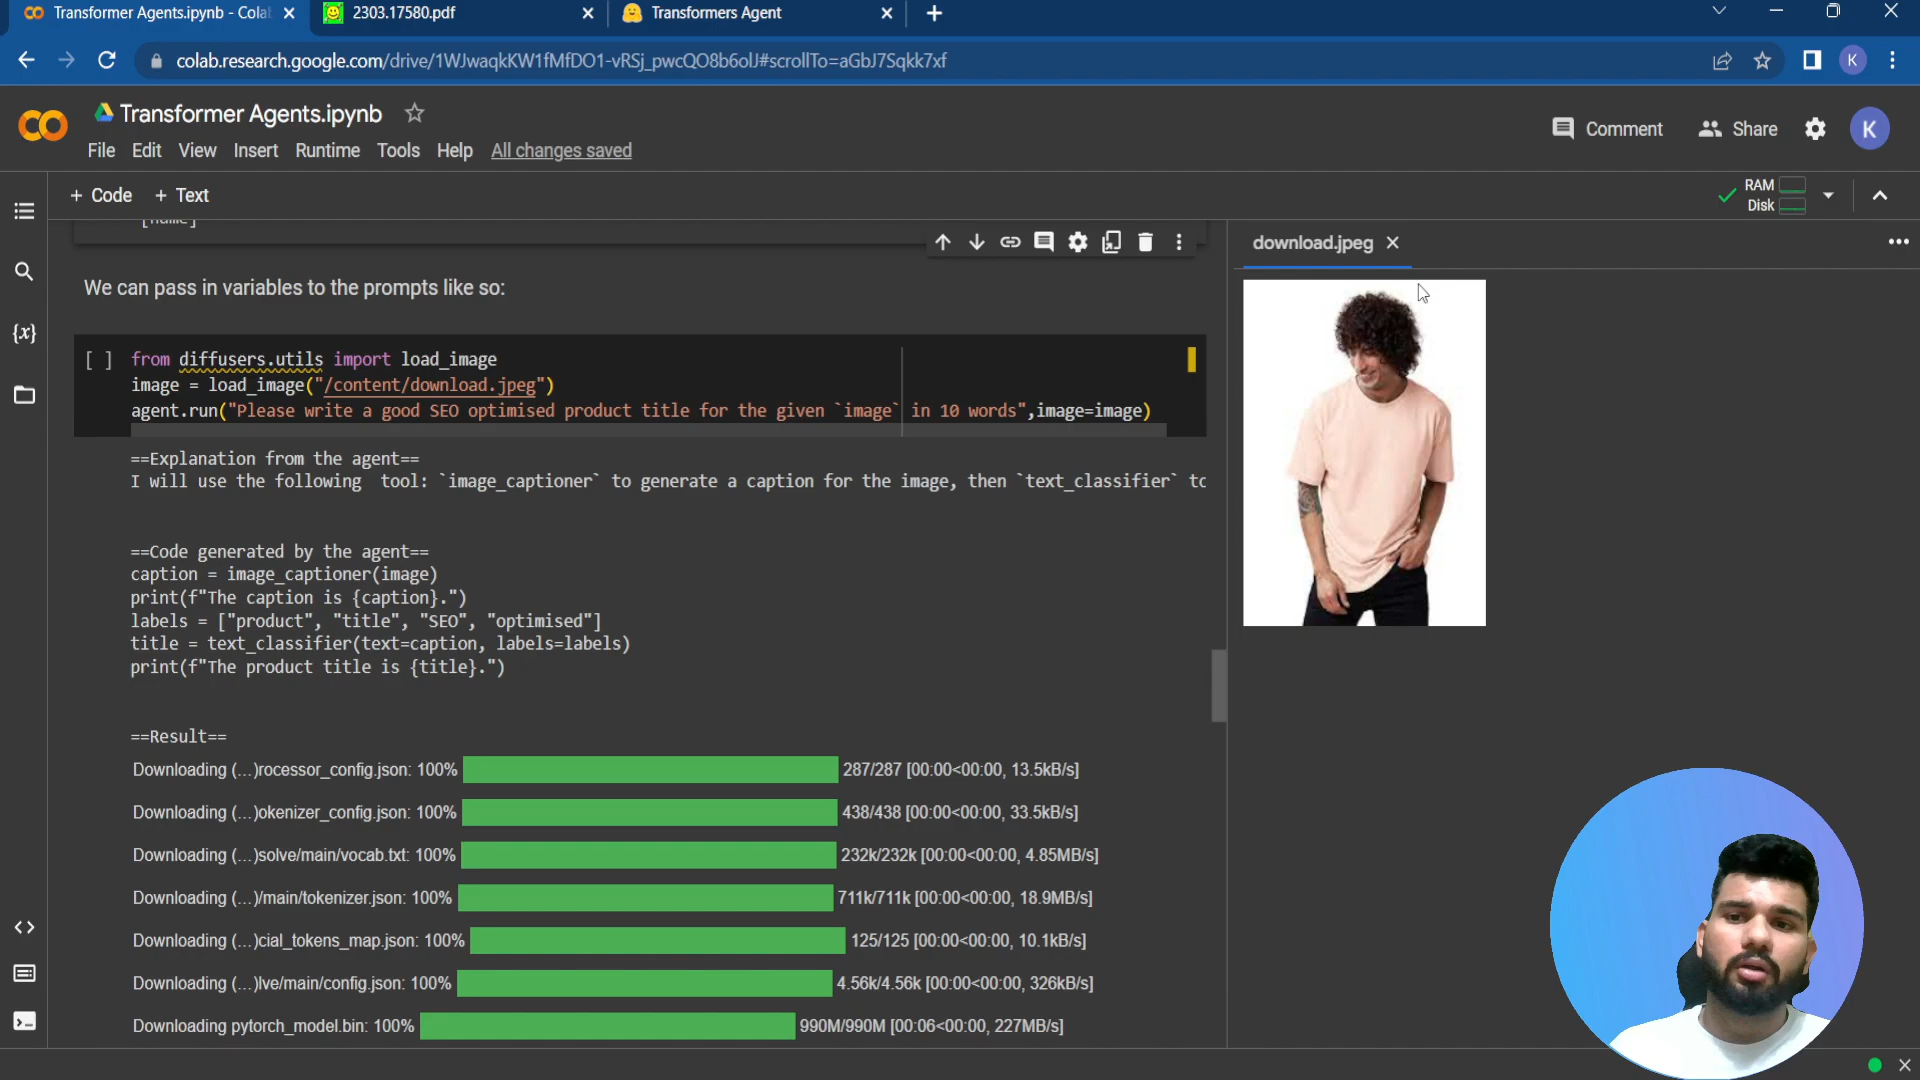 Transformer Agents.ipynb - Cola
2303.17580.pdf
Transformers Agent
colab.research.google.com/drive/1WJwaqkKW1fMfDO1-vRSj_pwcQO8b6olJ#scrollTo=aGbJ7Sqkk7xf
K
Transformer Agents.ipynb
Comment
Share
K
File Edit View Insert Runtime Tools Help All changes saved
+ Code + Text
RAM
Disk
[name]
download.jpeg
We can pass in variables to the prompts like so:
[ ] from diffusers.utils import load_image
image = load_image("/content/download.jpeg")
agent.run("Please write a good SEO optimised product title for the given `image` in 10 words",image=image)
==Explanation from the agent==
I will use the following  tool: `image_captioner` to generate a caption for the image, then `text_classifier` to
==Code generated by the agent==
caption = image_captioner(image)
print(f"The caption is {caption}.")
labels = ["product", "title", "SEO", "optimised"]
title = text_classifier(text=caption, labels=labels)
print(f"The product title is {title}.")
==Result==
Downloading (…)rocessor_config.json: 100% 287/287 [00:00<00:00, 13.5kB/s]
Downloading (…)okenizer_config.json: 100% 438/438 [00:00<00:00, 33.5kB/s]
Downloading (…)solve/main/vocab.txt: 100% 232k/232k [00:00<00:00, 4.85MB/s]
Downloading (…)/main/tokenizer.json: 100% 711k/711k [00:00<00:00, 18.9MB/s]
Downloading (…)cial_tokens_map.json: 100% 125/125 [00:00<00:00, 10.1kB/s]
Downloading (…)lve/main/config.json: 100% 4.56k/4.56k [00:00<00:00, 326kB/s]
Downloading pytorch_model.bin: 100% 990M/990M [00:06<00:00, 227MB/s]